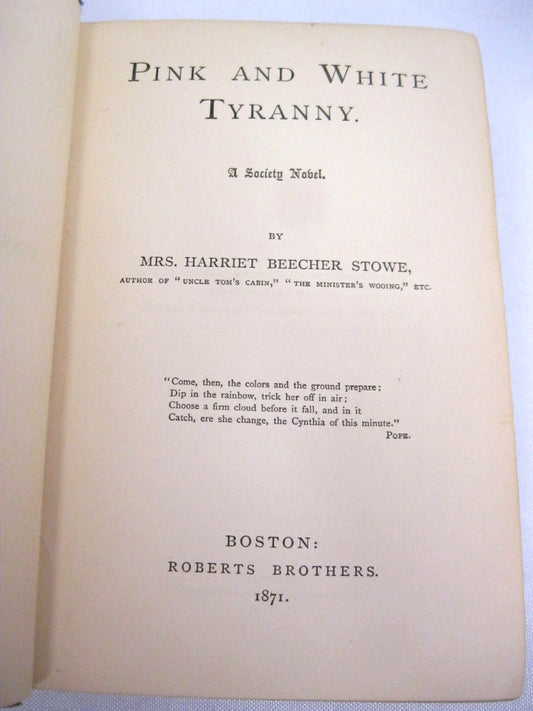 PINK AND WHITE
TYRANNY.
A Society Novel.
BY
MRS. HARRIET BEECHER STOWE,
AUTHOR OF "UNCLE TOM'S CABIN," "THE MINISTER'S WOOING," ETC.
"Come, then, the colors and the ground prepare;
Dip in the rainbow, trick her off in air;
Choose a firm cloud before it fall, and in it
Catch, ere she change, the Cynthia of this minute."
POPE.
BOSTON:
ROBERTS BROTHERS.
1871.